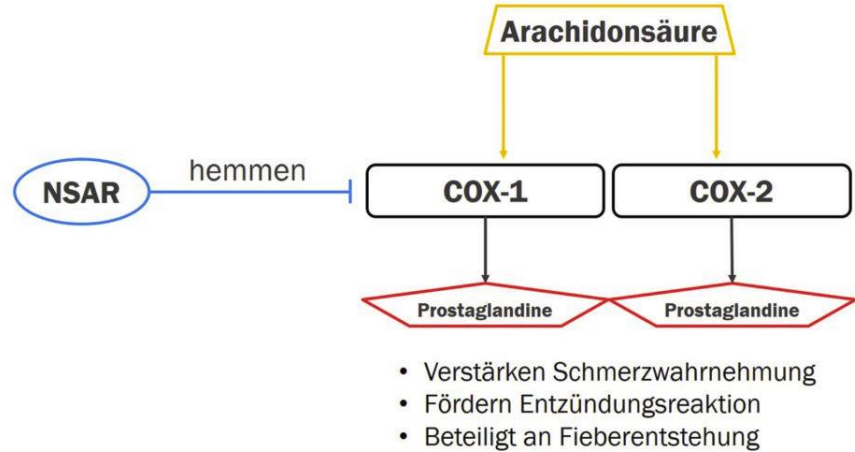 Arachidonsäure
hemmen
NSAR
COX-1
COX-2
Prostaglandine
Prostaglandine
• Verstärken Schmerzwahrnehmung
• Fördern Entzündungsreaktion
• Beteiligt an Fieberentstehung